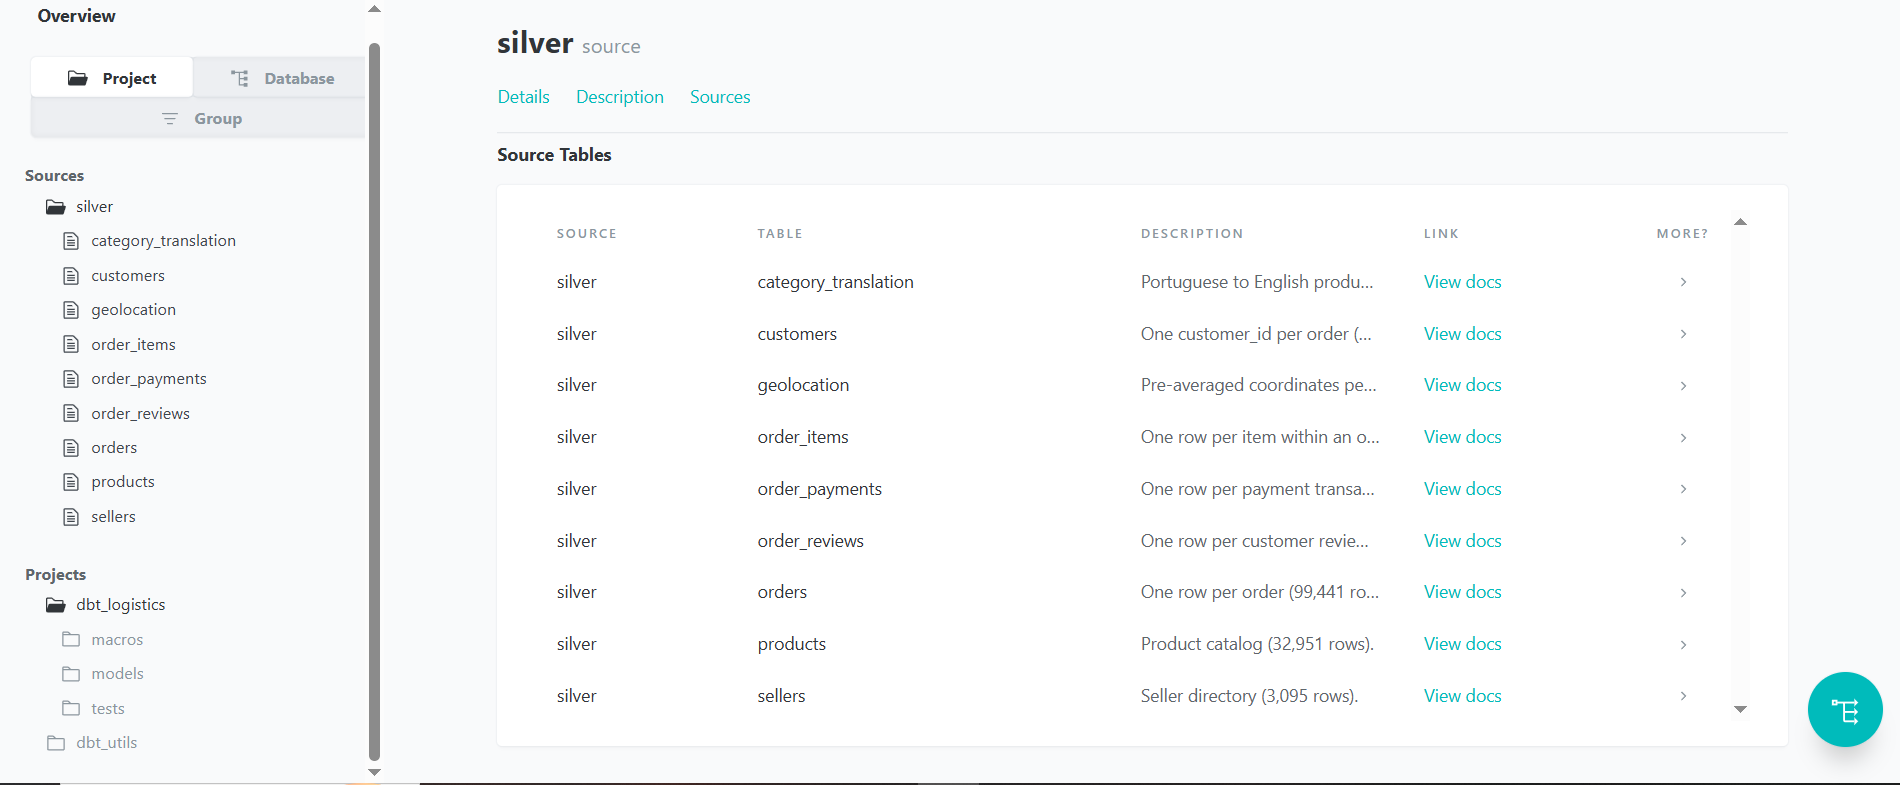 Overview
Project
Database
Group
Sources
silver
category_translation
customers
geolocation
order_items
order_payments
order_reviews
orders
products
sellers
Projects
dbt_logistics
macros
models
tests
dbt_utils
silver source
Details Description Sources
Source Tables
SOURCE TABLE DESCRIPTION LINK MORE?
silver category_translation Portuguese to English produ... View docs
silver customers One customer_id per order (... View docs
silver geolocation Pre-averaged coordinates pe... View docs
silver order_items One row per item within an o... View docs
silver order_payments One row per payment transa... View docs
silver order_reviews One row per customer revie... View docs
silver orders One row per order (99,441 ro... View docs
silver products Product catalog (32,951 rows). View docs
silver sellers Seller directory (3,095 rows). View docs